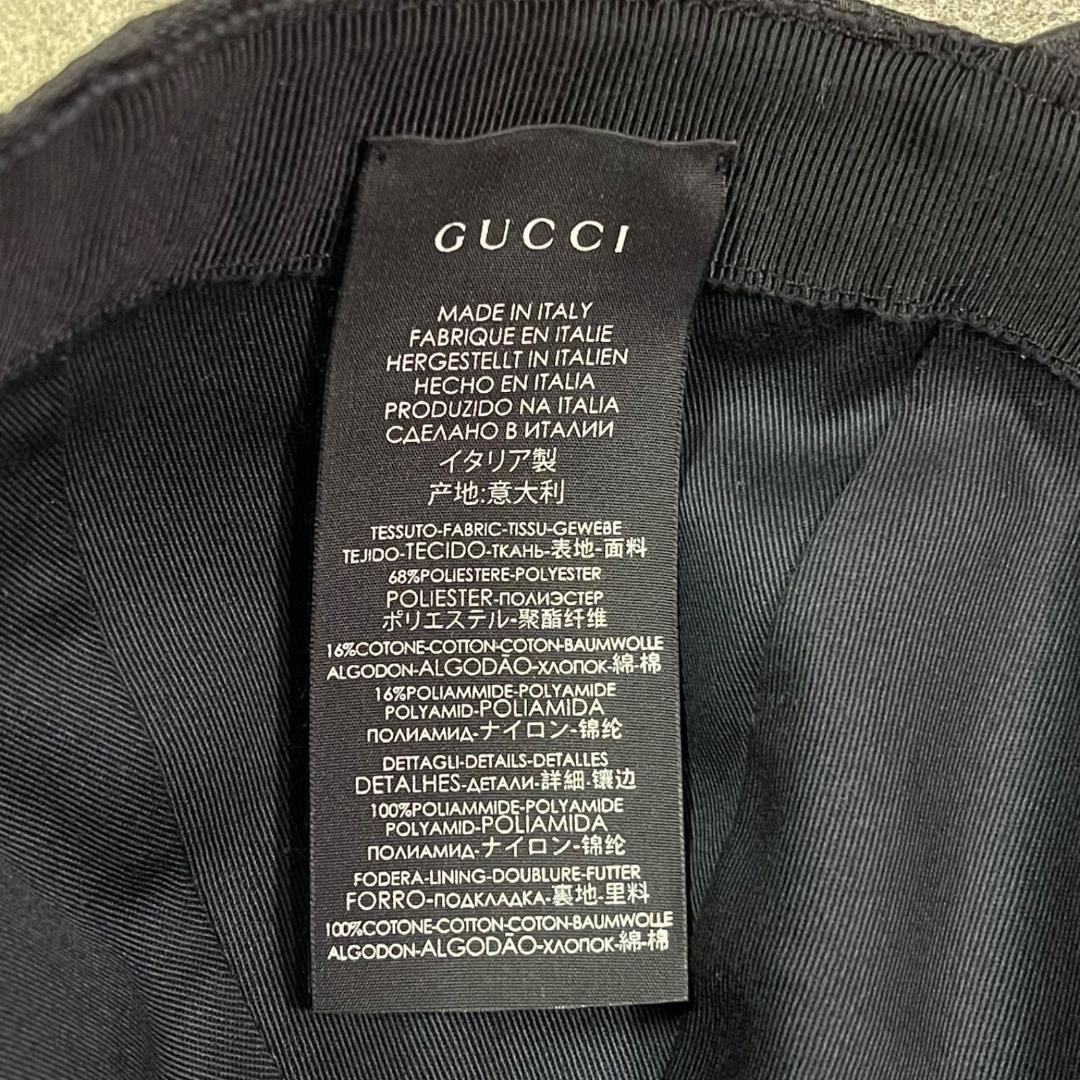 GUCCI
MADE IN ITALY
FABRIQUE EN ITALIE
HERGESTELLT IN ITALIEN
HECHO EN ITALIA
PRODUZIDO NA ITALIA
СДЕЛАНО В ИТАЛИИ
イタリア製
产地:意大利
TESSUTO-FABRIC-TISSU-GEWEBE
TEJIDO-TECIDO-ТКАНЬ-表地-面料
68%POLIESTERE-POLYESTER
POLIESTER-ПОЛИЭСТЕР
ポリエステル-聚酯纤维
16%COTONE-COTTON-COTON-BAUMWOLLE
ALGODON-ALGODÃO-ХЛОПОК-綿-棉
16%POLIAMMIDE-POLYAMIDE
POLYAMID-POLIAMIDA
ПОЛИАМИД-ナイロン-锦纶
DETTAGLI-DETAILS-DETALLES
DETALHES-ДЕТАЛИ-詳細-镶边
100%POLIAMMIDE-POLYAMIDE
POLYAMID-POLIAMIDA
ПОЛИАМИД-ナイロン-锦纶
FODERA-LINING-DOUBLURE-FUTTER
FORRO-ПОДКЛАДКА-裏地-里料
100%COTONE-COTTON-COTON-BAUMWOLLE
ALGODON-ALGODÃO-ХЛОПОК-綿-棉